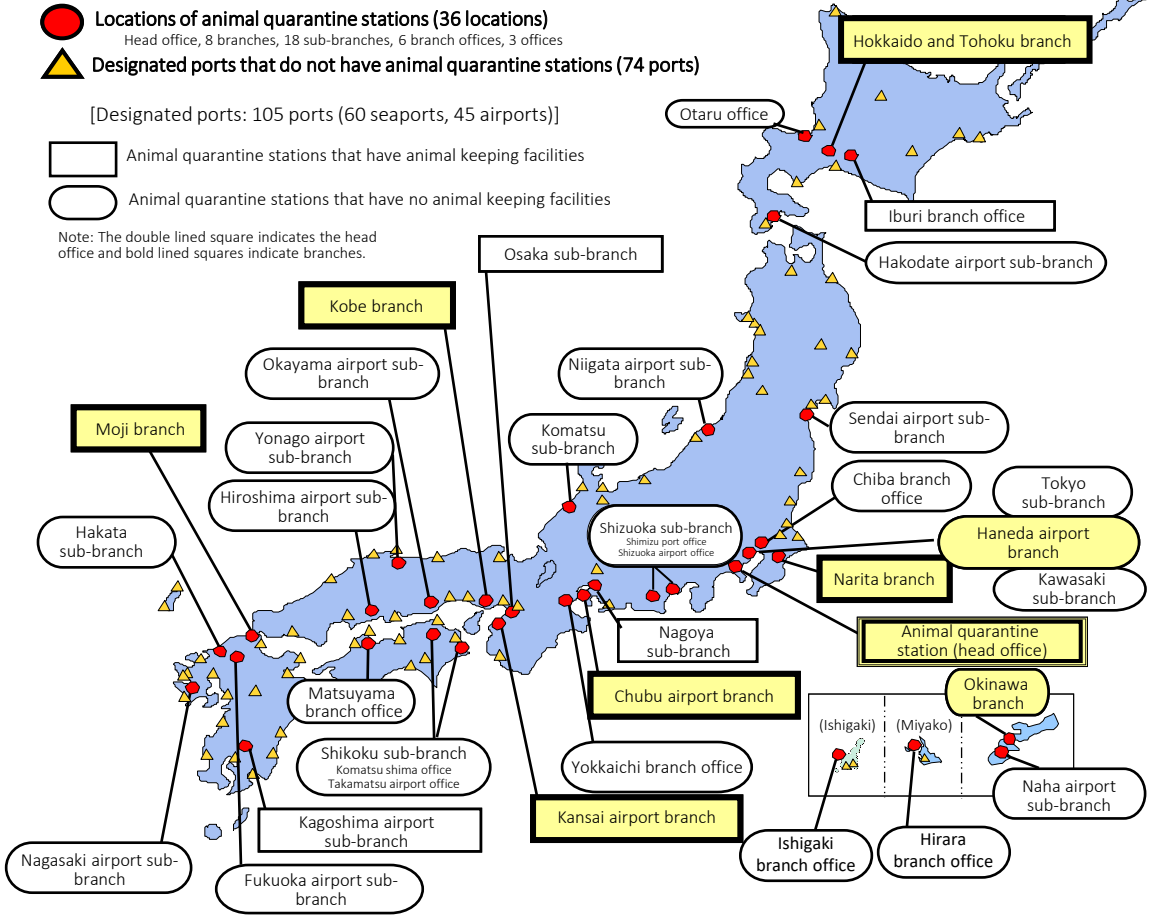 Locations of animal quarantine stations (36 locations)
Head office, 8 branches, 18 sub-branches, 6 branch offices, 3 offices
Designated ports that do not have animal quarantine stations (74 ports)
[Designated ports: 105 ports (60 seaports, 45 airports)]
Animal quarantine stations that have animal keeping facilities
Animal quarantine stations that have no animal keeping facilities
Note: The double lined square indicates the head
office and bold lined squares indicate branches.
Hokkaido and Tohoku branch
Otaru office
Iburi branch office
Hakodate airport sub-branch
Osaka sub-branch
Kobe branch
Okayama airport sub-
branch
Niigata airport sub-
branch
Moji branch
Yonago airport
sub-branch
Komatsu
sub-branch
Sendai airport sub-
branch
Hiroshima airport sub-
branch
Chiba branch
office
Tokyo
sub-branch
Hakata
sub-branch
Shizuoka sub-branch
Shimizu port office
Shizuoka airport office
Haneda airport
branch
Narita branch
Kawasaki
sub-branch
Nagoya
sub-branch
Animal quarantine
station (head office)
Matsuyama
branch office
Chubu airport branch
Okinawa
branch
(Ishigaki)
(Miyako)
Shikoku sub-branch
Komatsu shima office
Takamatsu airport office
Yokkaichi branch office
Naha airport
sub-branch
Kagoshima airport
sub-branch
Kansai airport branch
Ishigaki
branch office
Hirara
branch office
Nagasaki airport sub-
branch
Fukuoka airport sub-
branch